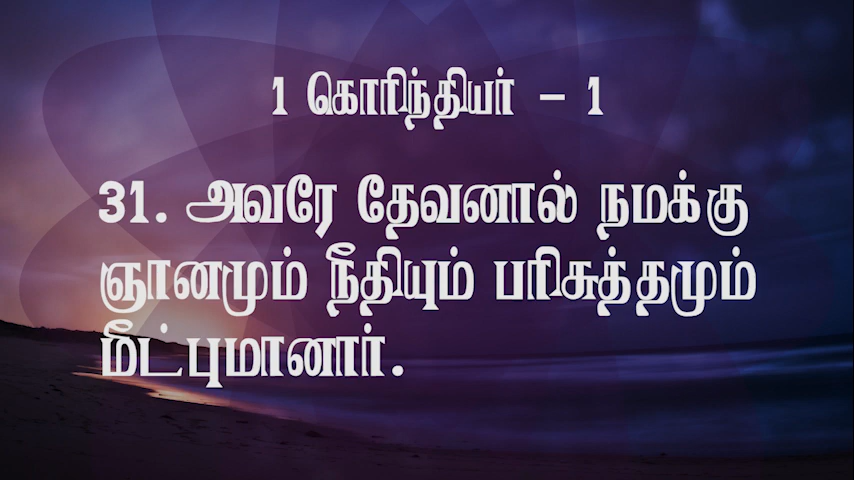 1 கொரிந்தியர் - 1
31. அவரே தேவனால் நமக்கு
ஞானமும் நீதியும் பரிசுத்தமும்
மீட்புமானார்.